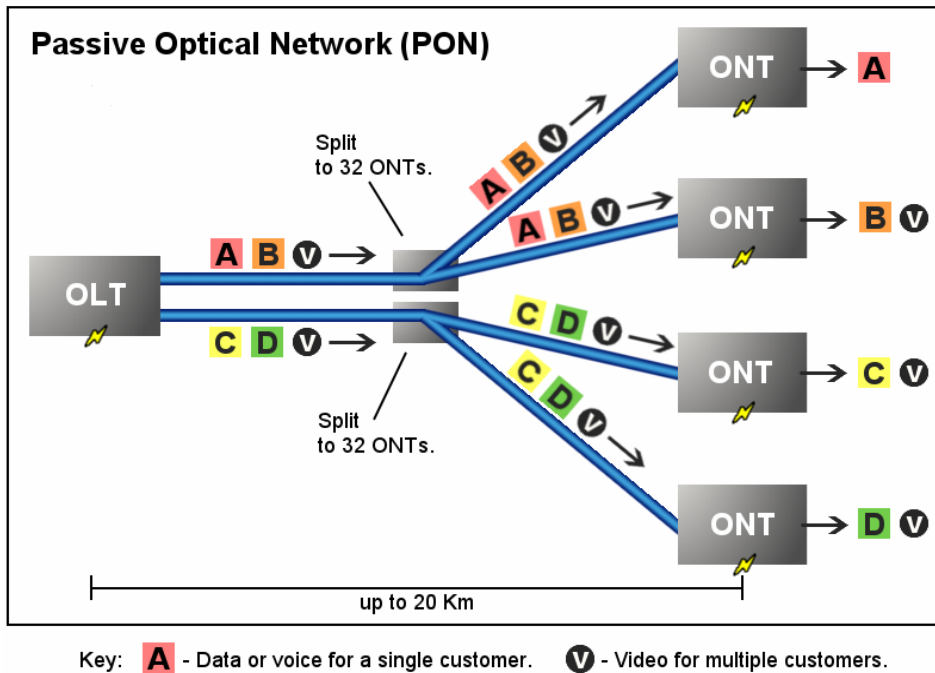 Passive Optical Network (PON)
ONT
A
Split
to 32 ONTs.
A B V
ONT
B V
A B V
A B V
OLT
C D V
C D V
ONT
C V
C D V
Split
to 32 ONTs.
ONT
D V
up to 20 Km
Key: A - Data or voice for a single customer. V - Video for multiple customers.